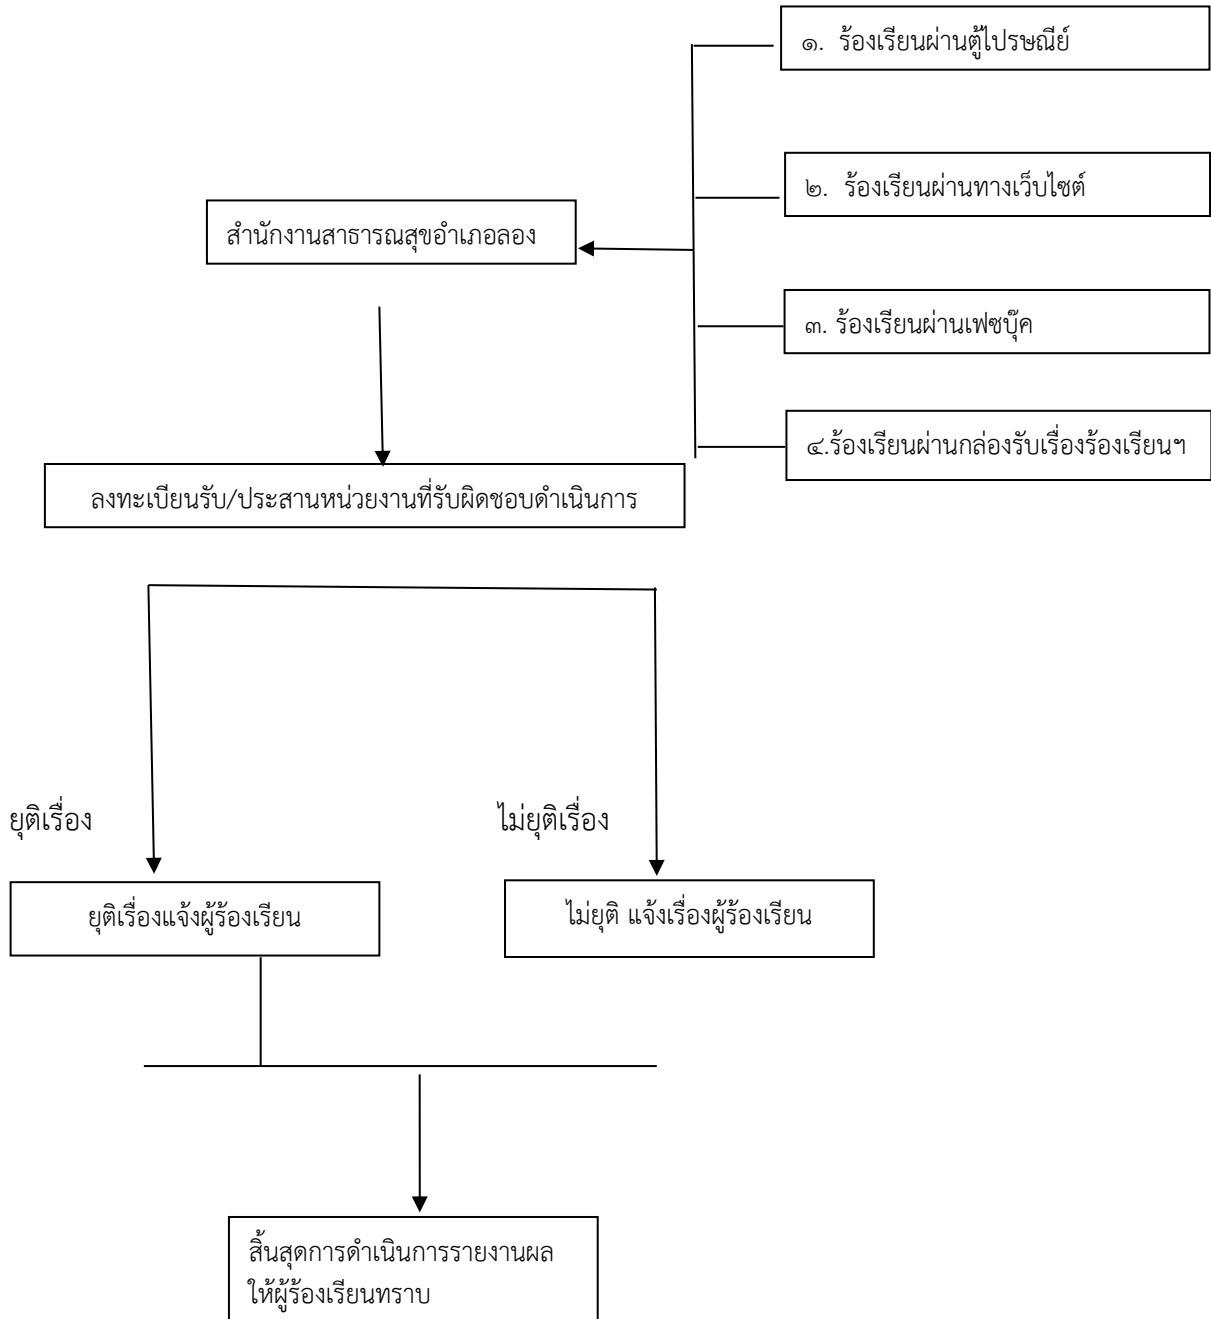 ๑. ร้องเรียนผ่านตู้ไปรษณีย์
๒. ร้องเรียนผ่านทางเว็บไซต์
สำนักงานสาธารณสุขอำเภอลอง
๓. ร้องเรียนผ่านเฟซบุ๊ค
๔.ร้องเรียนผ่านกล่องรับเรื่องร้องเรียนฯ
ลงทะเบียนรับ/ประสานหน่วยงานที่รับผิดชอบดำเนินการ
ยุติเรื่อง
ไม่ยุติเรื่อง
ยุติเรื่องแจ้งผู้ร้องเรียน
ไม่ยุติ แจ้งเรื่องผู้ร้องเรียน
สิ้นสุดการดำเนินการรายงานผล
ให้ผู้ร้องเรียนทราบ